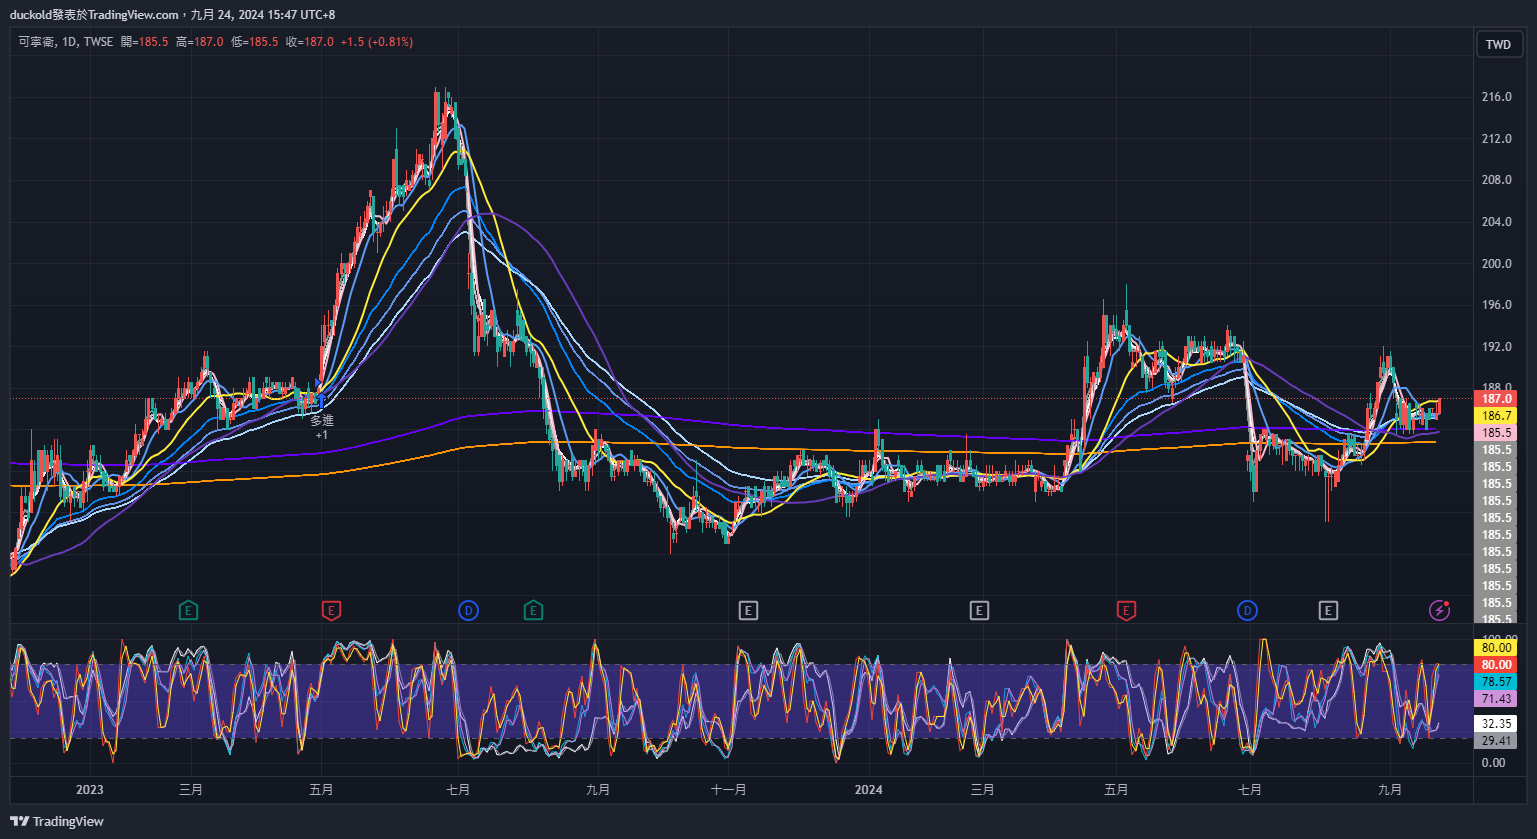 duckold發表於TradingView.com，九月 24, 2024 15:47 UTC+8
可寧衛, 1D, TWSE 開=185.5 高=187.0 低=185.5 收=187.0 +1.5 (+0.81%)
TWD
216.0
212.0
208.0
204.0
200.0
196.0
192.0
188.0
187.0
186.7
185.5
185.5
185.5
185.5
185.5
185.5
185.5
185.5
185.5
185.5
185.5
185.5
多進
+1
E
E
D
E
E
E
E
D
E
100.00
80.00
80.00
78.57
71.43
32.35
29.41
0.00
2023 三月 五月 七月 九月 十一月 2024 三月 五月 七月 九月
TradingView